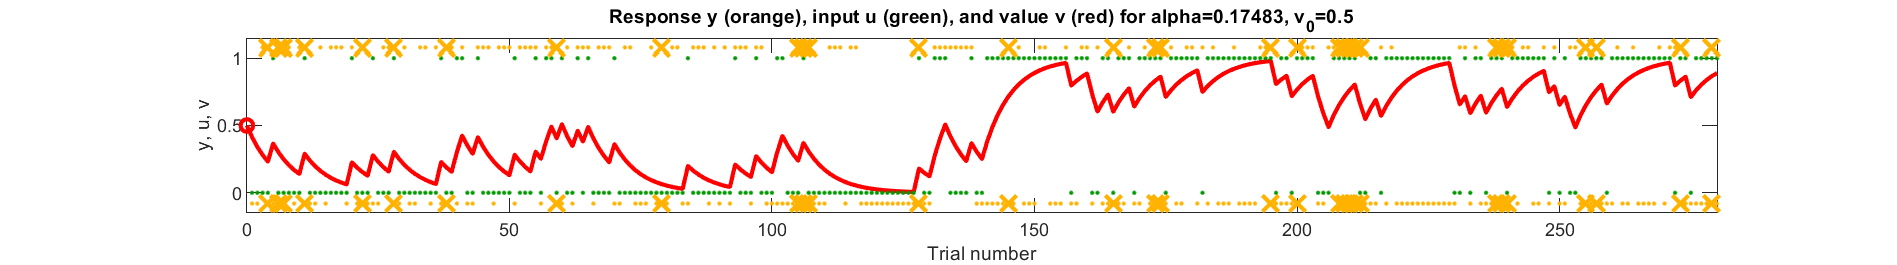 Response y (orange), input u (green), and value v (red) for alpha=0.17483, v0=0.5
1
0.5
0
y, u, v
0 50 100 150 200 250
Trial number